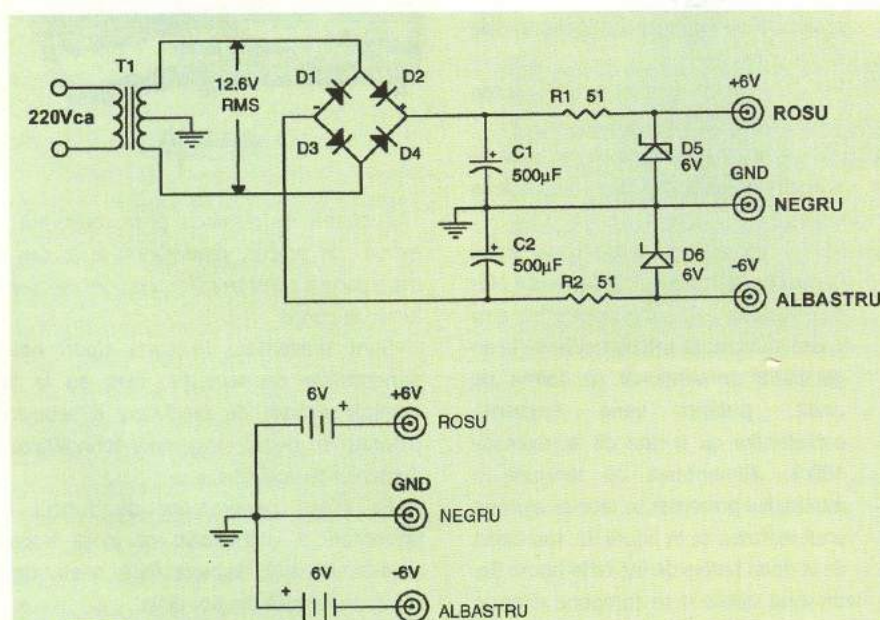 T1
220Vca
12.6V
RMS
D1
D2
D3
D4
-
+
R1 51
+6V
ROSU
+
C1
500µF
D5
6V
GND
NEGRU
+
C2
500µF
D6
6V
R2 51
-6V
ALBASTRU
6V
+
+6V
ROSU
GND
NEGRU
6V
+
-6V
ALBASTRU